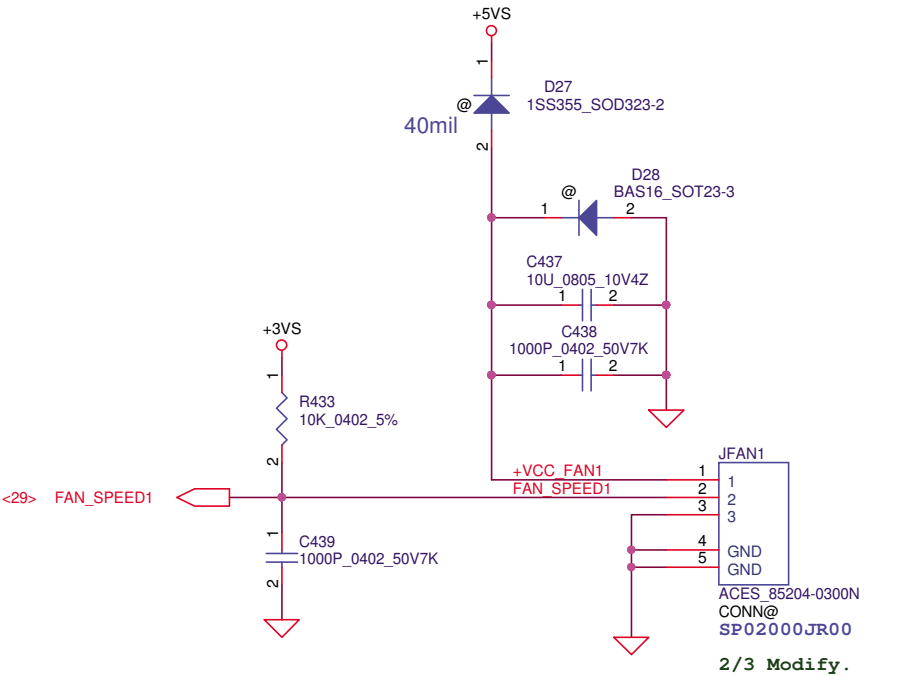 +5VS
1
D27
1SS355_SOD323-2
@
40mil
2
D28
BAS16_SOT23-3
@
1
2
C437
10U_0805_10V4Z
1
2
C438
1000P_0402_50V7K
1
2
+3VS
1
R433
10K_0402_5%
2
JFAN1
+VCC_FAN1
1
1
<29>
FAN_SPEED1
FAN_SPEED1
2
2
3
3
1
C439
1000P_0402_50V7K
2
4
GND
5
GND
ACES_85204-0300N
CONN@
SP02000JR00
2/3 Modify.